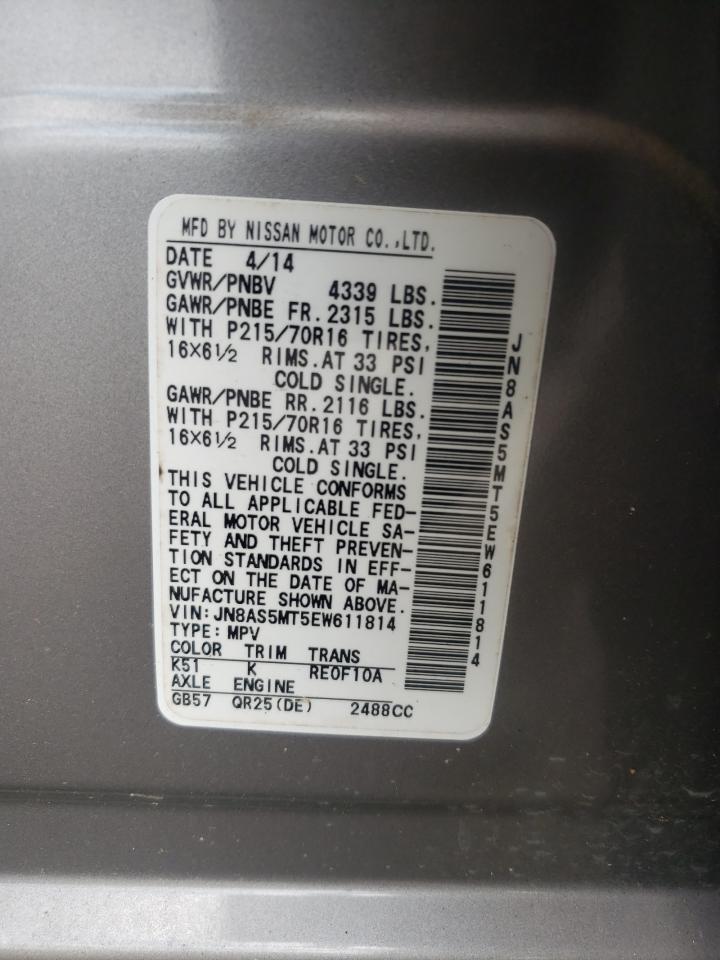 MFD BY NISSAN MOTOR CO.,LTD.
DATE 4/14
GVWR/PNBV 4339 LBS.
GAWR/PNBE FR. 2315 LBS.
WITH P215/70R16 TIRES,
16X6½ RIMS.AT 33 PSI
COLD SINGLE.
GAWR/PNBE RR. 2116 LBS.
WITH P215/70R16 TIRES,
16X6½ RIMS.AT 33 PSI
COLD SINGLE.
THIS VEHICLE CONFORMS
TO ALL APPLICABLE FED-
ERAL MOTOR VEHICLE SA-
FETY AND THEFT PREVEN-
TION STANDARDS IN EFF-
ECT ON THE DATE OF MA-
NUFACTURE SHOWN ABOVE.
VIN:JN8AS5MT5EW611814
TYPE:MPV
COLOR TRIM TRANS
K51 K RE0F10A
AXLE ENGINE
GB57 QR25(DE) 2488CC
JN8AS5MT5EW611814